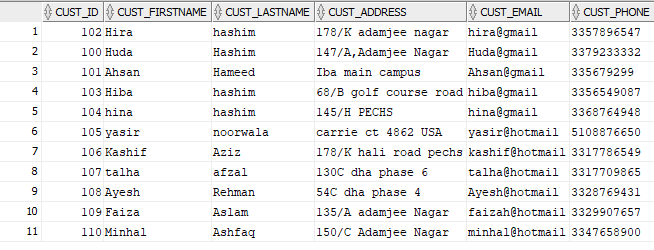 CUST_ID CUST_FIRSTNAME CUST_LASTNAME CUST_ADDRESS CUST_EMAIL CUST_PHONE
1 102 Hira hashim 178/K adamjee nagar hira@gmail 3357896547
2 100 Huda Hashim 147/A,Adamjee Nagar Huda@gmail 3379233332
3 101 Ahsan Hameed Iba main campus Ahsan@gmail 335679299
4 103 Hiba hashim 68/B golf course road hiba@gmail 3356549087
5 104 hina hashim 145/H PECHS hina@gmail 3368764948
6 105 yasir noorwala carrie ct 4862 USA yasir@hotmail 5108876650
7 106 Kashif Aziz 178/K hali road pechs kashif@hotmail 3317786549
8 107 talha afzal 130C dha phase 6 talha@hotmail 3317709865
9 108 Ayesh Rehman 54C dha phase 4 Ayesh@hotmail 3328769431
10 109 Faiza Aslam 135/A adamjee Nagar faizah@hotmail 3329907657
11 110 Minhal Ashfaq 150/C Adamjee Nagar minhal@hotmail 3347658900